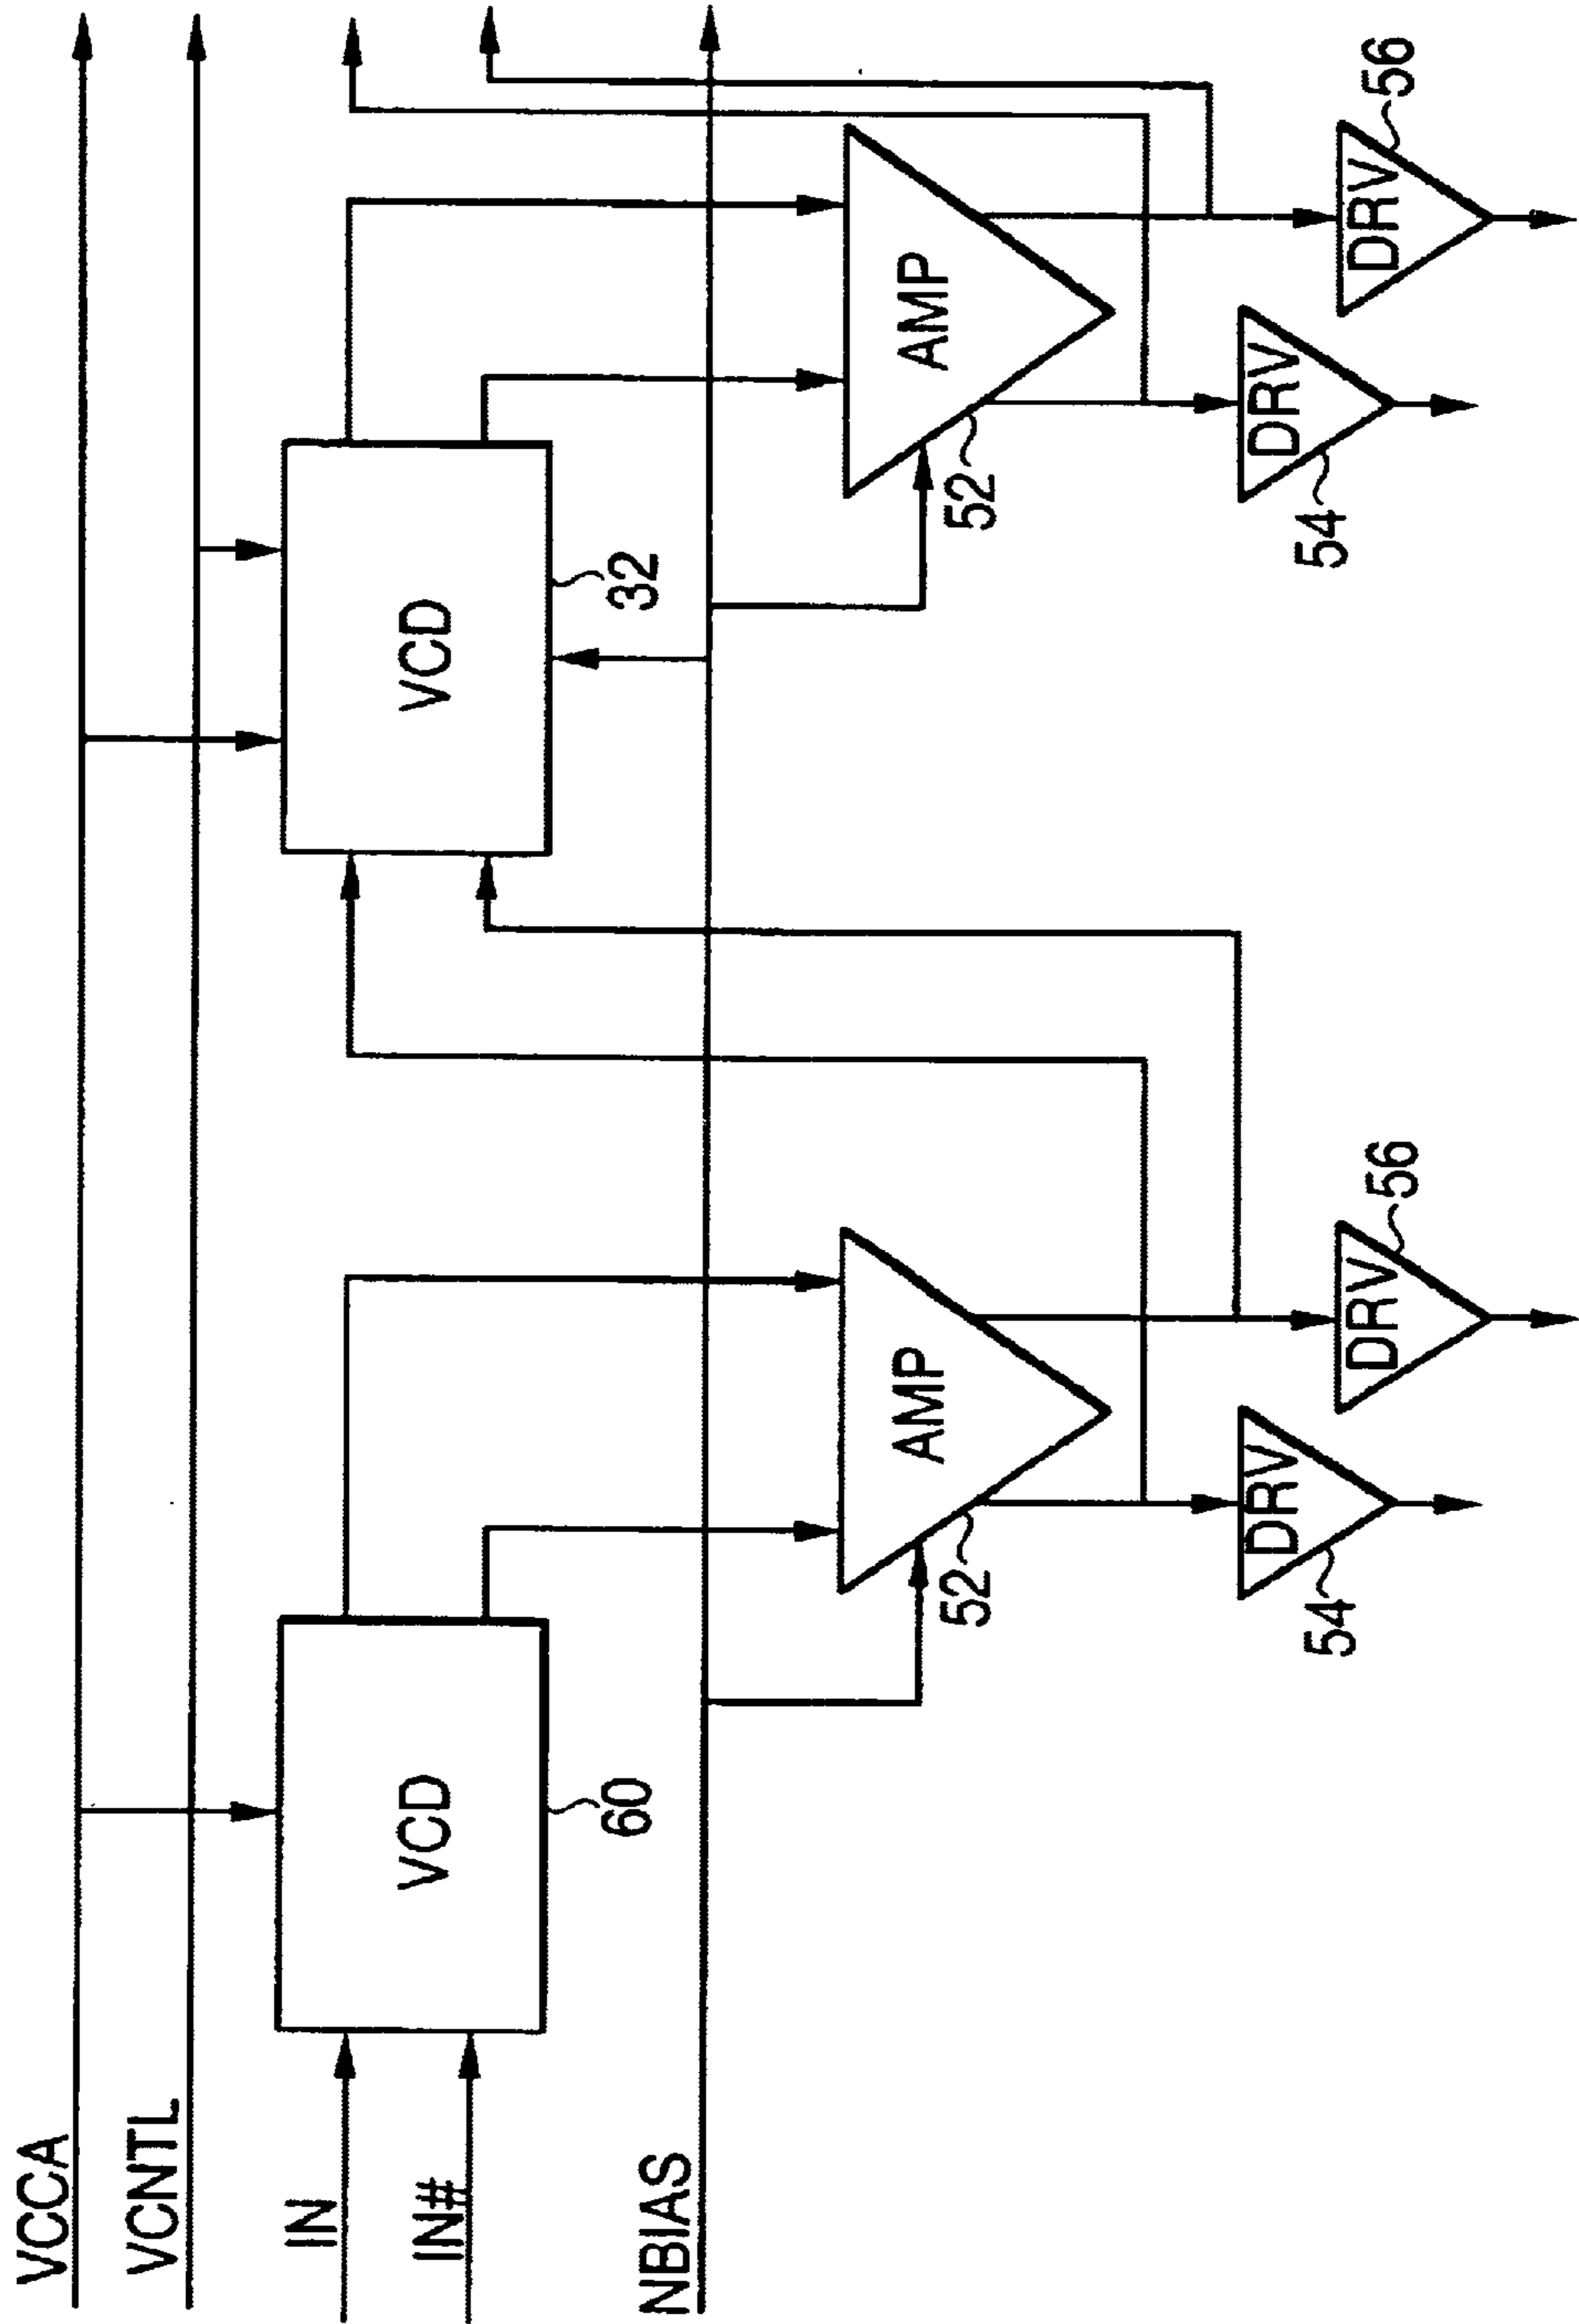 VCCA
VCNTL
IN
IN#
NBIAS
VCD
60
AMP
52
DRV
54
DRV
56
VCD
32
AMP
52
DRV
54
DRV
56